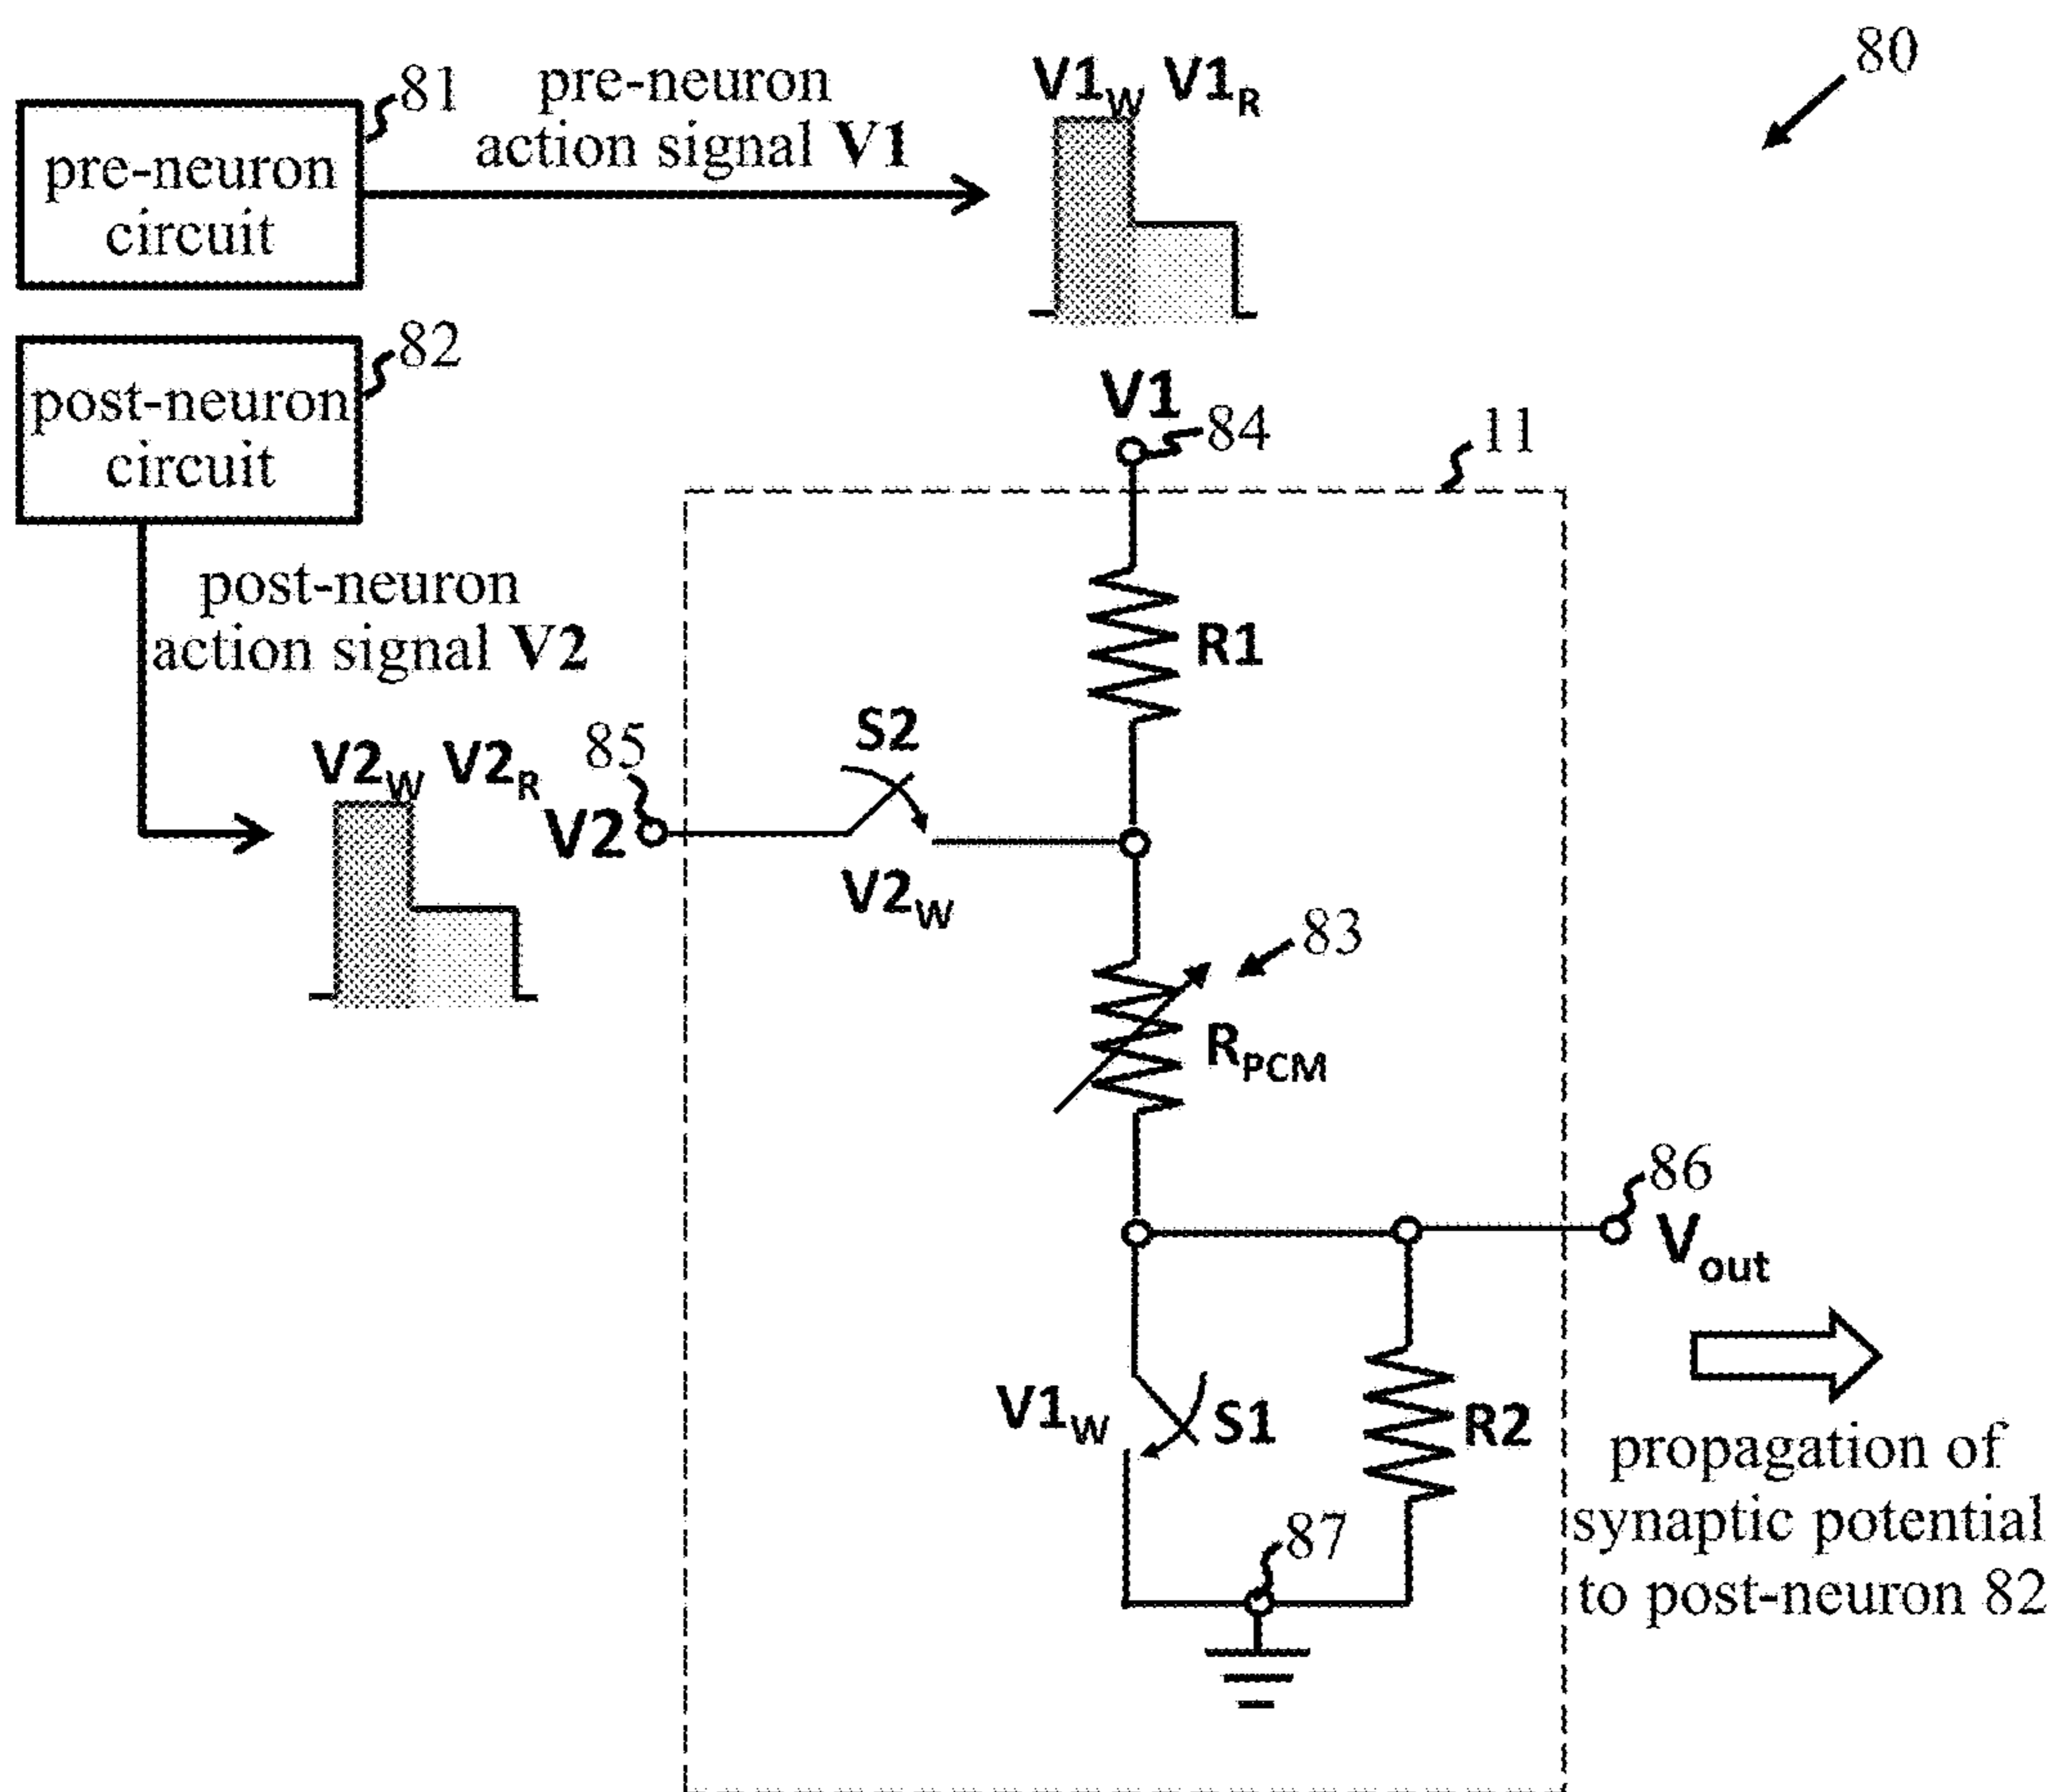 80
81
pre-neuron
circuit
pre-neuron
action signal V1
V1W V1R
82
post-neuron
circuit
V1
84
11
post-neuron
action signal V2
R1
S2
85
V2W V2R
V2
V2W
83
RPCM
86
Vout
V1W
S1
R2
87
propagation of
synaptic potential
to post-neuron 82